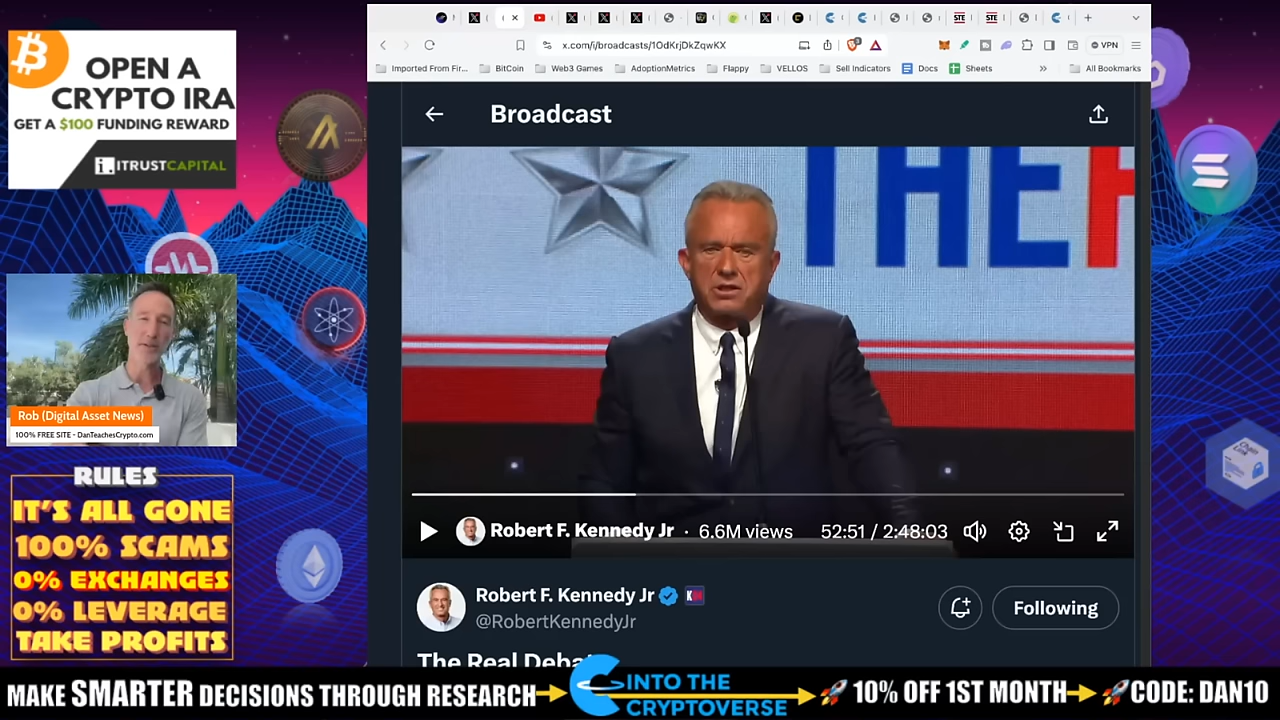 x.com/i/broadcasts/1OdKrjDkZqwKX
VPN
Imported From Fir...
BitCoin
Web3 Games
AdoptionMetrics
Flappy
VELLOS
Sell Indicators
Docs
Sheets
All Bookmarks
OPEN A
CRYPTO IRA
GET A $100 FUNDING REWARD
ITRUSTCAPITAL
Broadcast
THE
Rob (Digital Asset News)
100% FREE SITE - DanTeachesCrypto.com
RULES
IT'S ALL GONE
100% SCAMS
0% EXCHANGES
0% LEVERAGE
TAKE PROFITS
Robert F. Kennedy Jr · 6.6M views 52:51 / 2:48:03
Robert F. Kennedy Jr
@RobertKennedyJr
Following
The Real Debate
MAKE SMARTER DECISIONS THROUGH RESEARCH
INTO THE
CRYPTOVERSE
10% OFF 1ST MONTH
CODE: DAN10